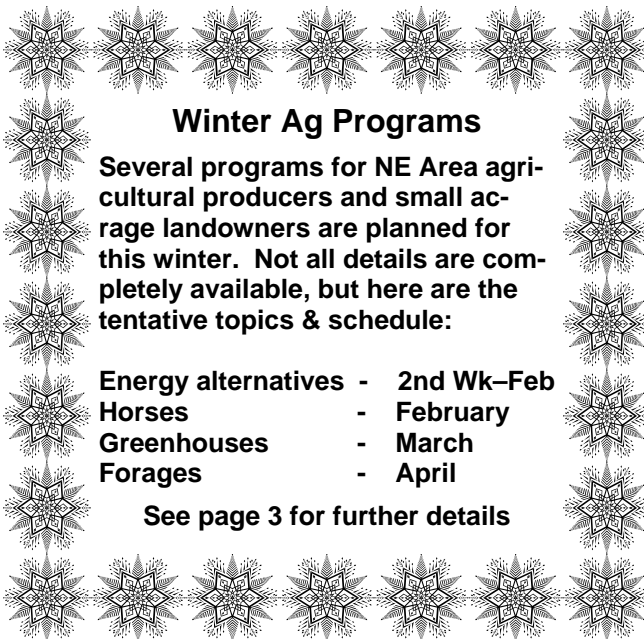 Winter Ag Programs
Several programs for NE Area agri-
cultural producers and small ac-
rage landowners are planned for
this winter.  Not all details are com-
pletely available, but here are the
tentative topics & schedule:
Energy alternatives  -  2nd Wk–Feb
Horses  -  February
Greenhouses  -  March
Forages  -  April
See page 3 for further details